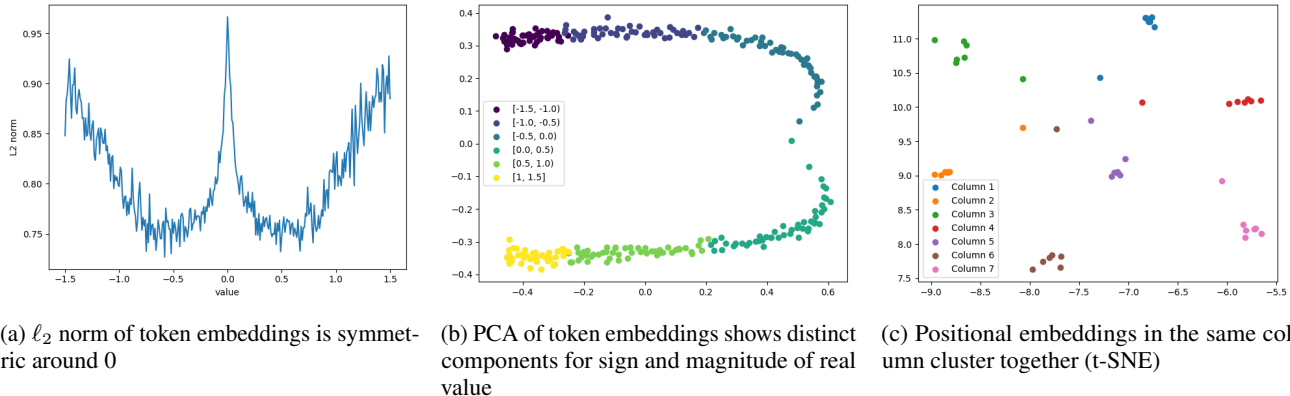 0.95
0.90
0.85
0.80
0.75
L2 norm
−1.5 −1.0 −0.5 0.0 0.5 1.0 1.5
value
0.4
0.3
0.2
0.1
0.0
−0.1
−0.2
−0.3
−0.4
[-1.5, -1.0)
[-1.0, -0.5)
[-0.5, 0.0)
[0.0, 0.5)
[0.5, 1.0)
[1, 1.5]
−0.4 −0.2 0.0 0.2 0.4 0.6
11.0
10.5
10.0
9.5
9.0
8.5
8.0
7.5
Column 1
Column 2
Column 3
Column 4
Column 5
Column 6
Column 7
−9.0 −8.5 −8.0 −7.5 −7.0 −6.5 −6.0 −5.5
(a) ℓ2 norm of token embeddings is symmet-
ric around 0
(b) PCA of token embeddings shows distinct
components for sign and magnitude of real
value
(c) Positional embeddings in the same col
umn cluster together (t-SNE)